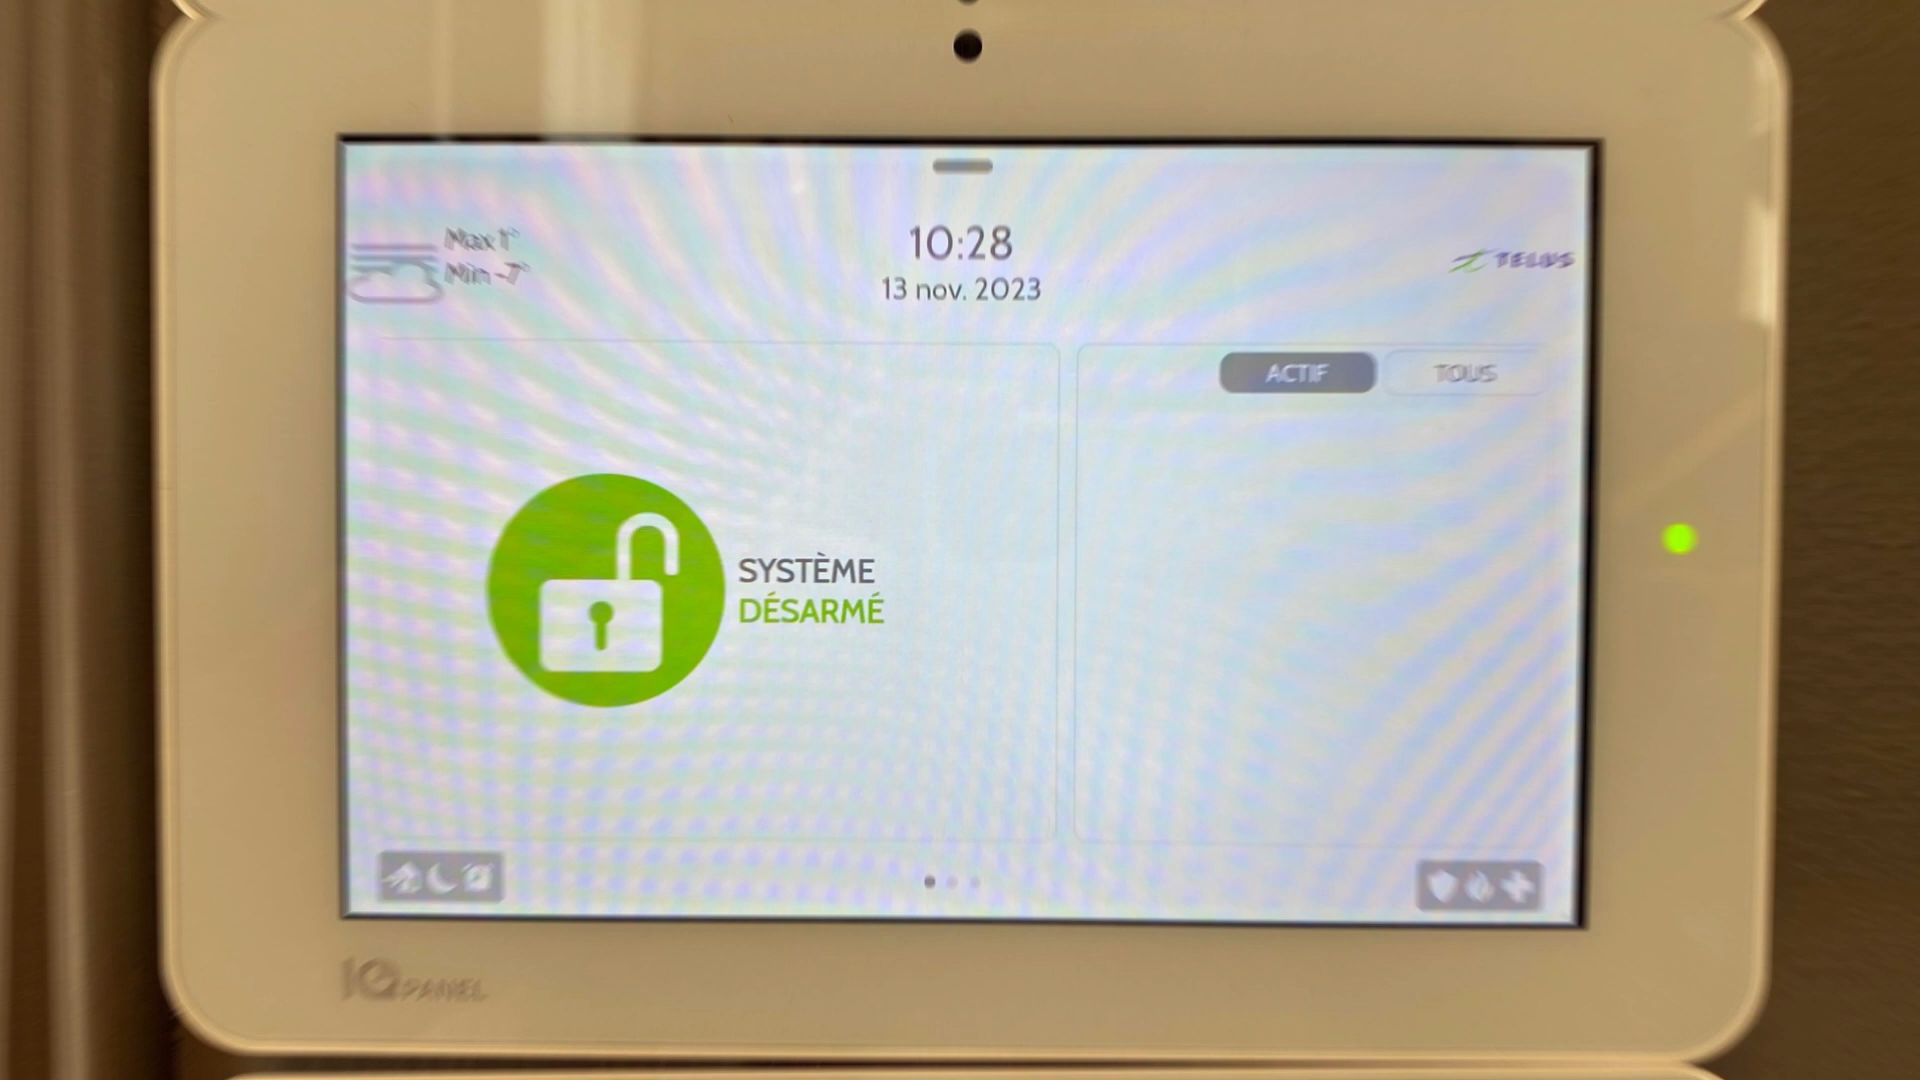 Max 1°
Min -7°
10:28
13 nov. 2023
TELUS
ACTIF
TOUS
SYSTÈME
DÉSARMÉ
IQ PANEL